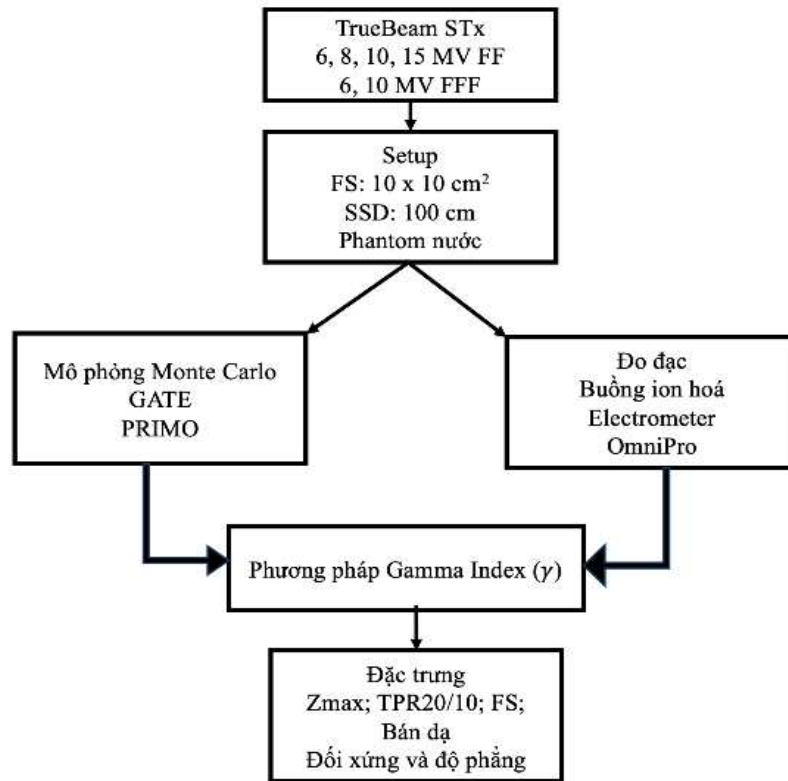 TrueBeam STx
6, 8, 10, 15 MV FF
6, 10 MV FFF
Setup
FS: 10 x 10 cm²
SSD: 100 cm
Phantom nước
Mô phỏng Monte Carlo
GATE
PRIMO
Đo đạc
Buồng ion hoá
Electrometer
OmniPro
Phương pháp Gamma Index (γ)
Đặc trưng
Zmax; TPR20/10; FS;
Bán dạ
Đối xứng và độ phẳng